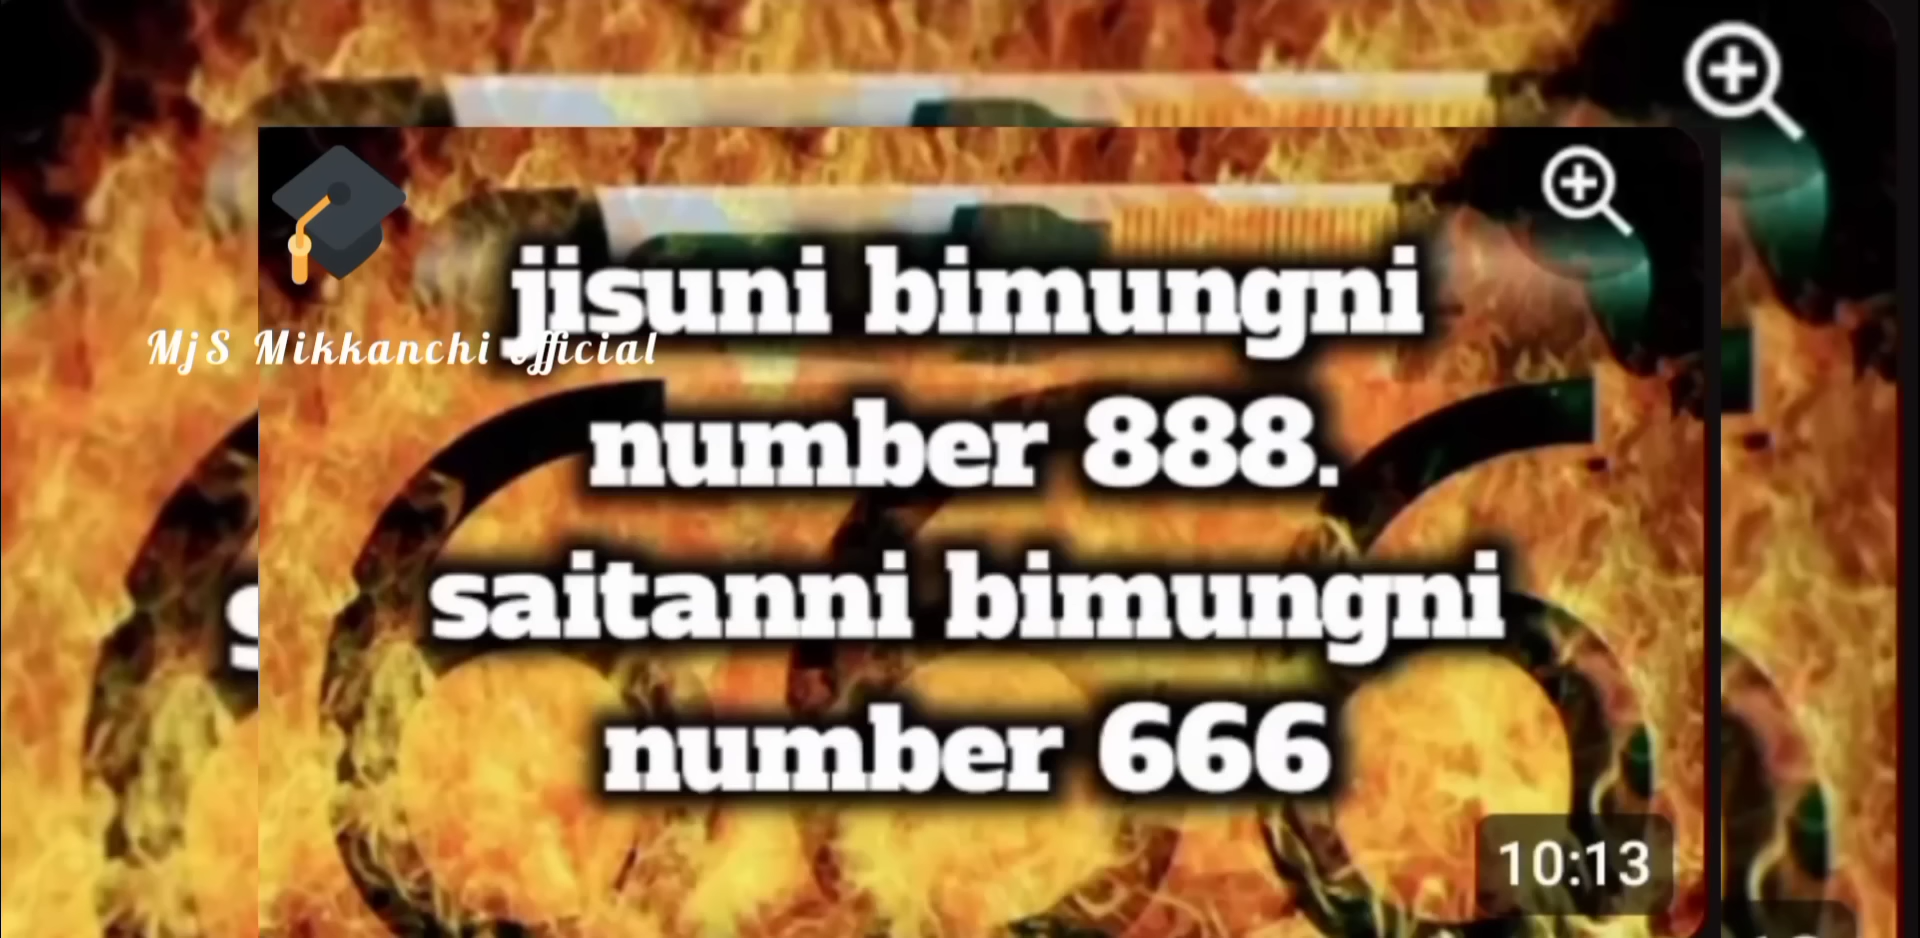 jisuni bimungni
MjS Mikkanchi official
number 888.
saitanni bimungni
number 666
10:13